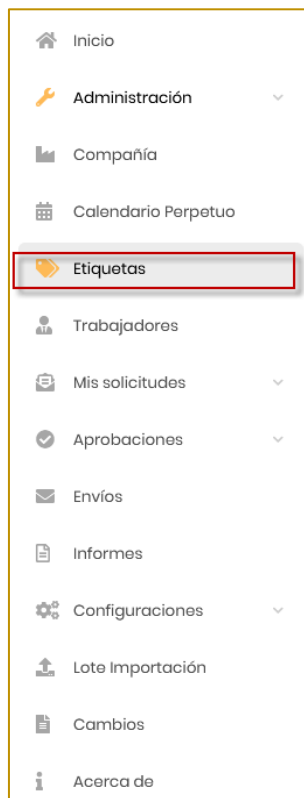 Inicio
Administración
Compañía
Calendario Perpetuo
Etiquetas
Trabajadores
Mis solicitudes
Aprobaciones
Envíos
Informes
Configuraciones
Lote Importación
Cambios
Acerca de